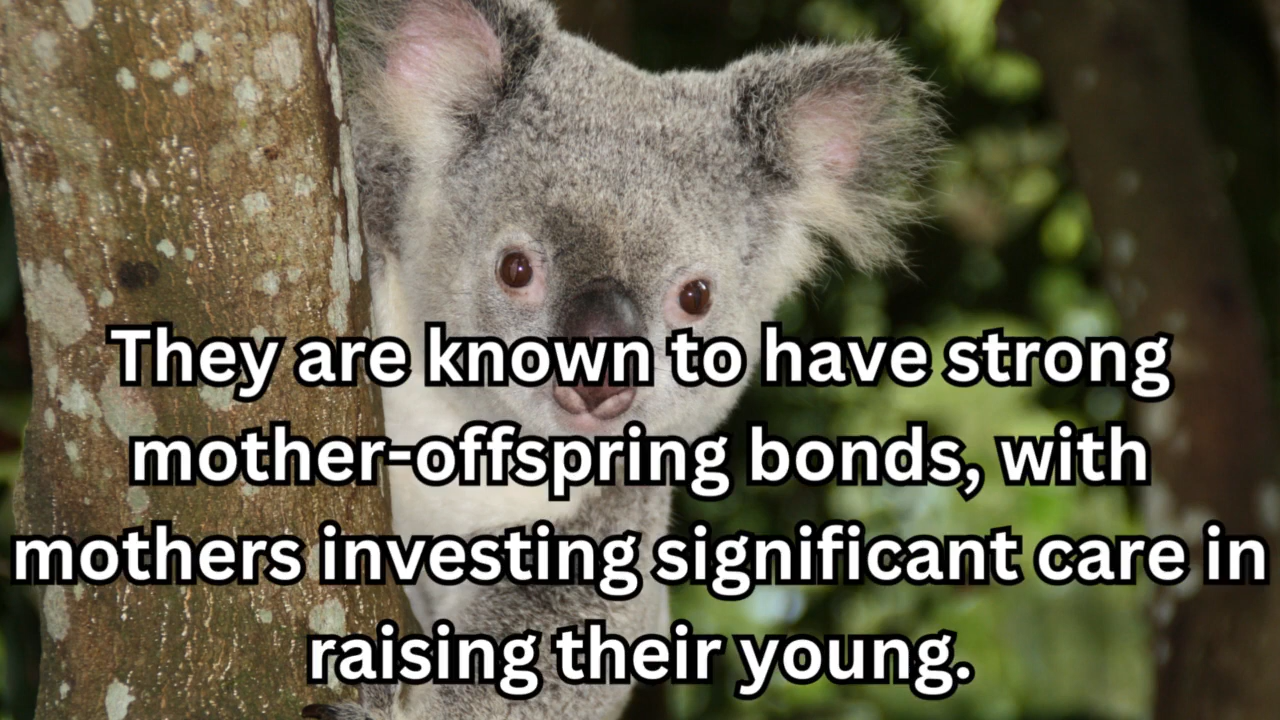 They are known to have strong
mother-offspring bonds, with
mothers investing significant care in
raising their young.